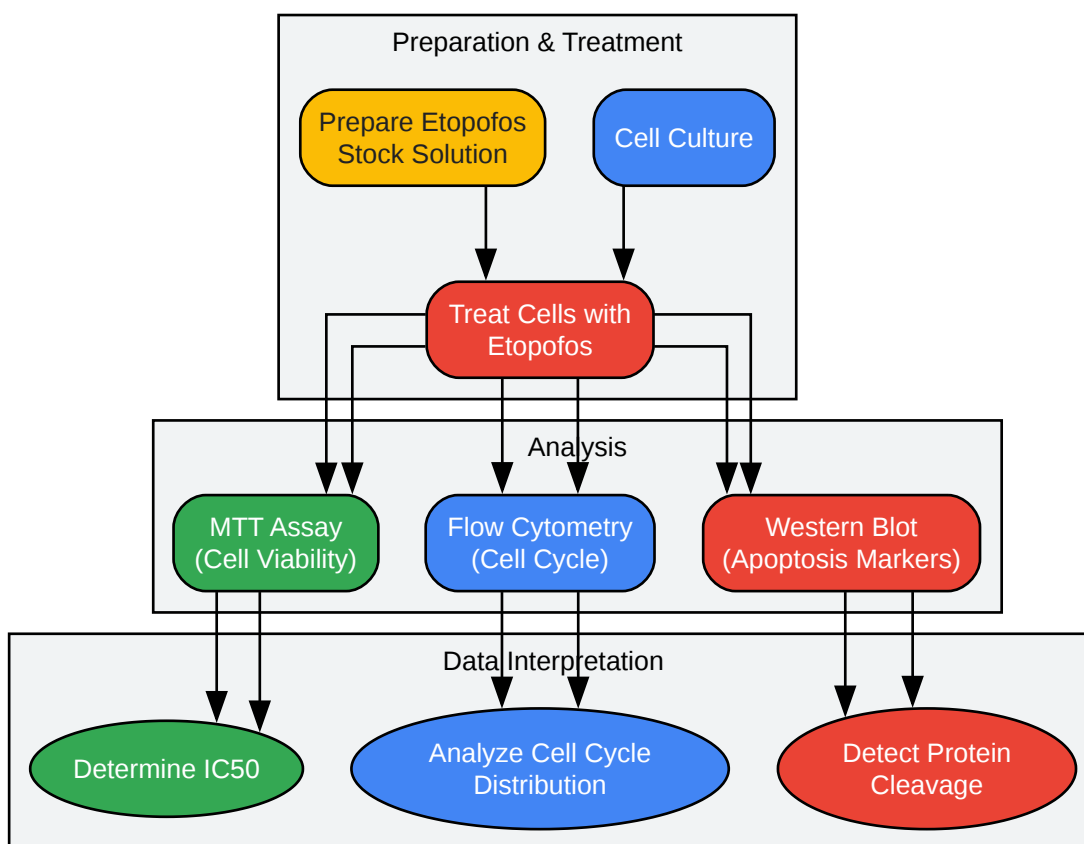 Preparation & Treatment
Prepare Etopofos
Stock Solution
Cell Culture
Treat Cells with
Etopofos
Analysis
MTT Assay
(Cell Viability)
Flow Cytometry
(Cell Cycle)
Western Blot
(Apoptosis Markers)
Data Interpretation
Determine IC50
Analyze Cell Cycle
Distribution
Detect Protein
Cleavage